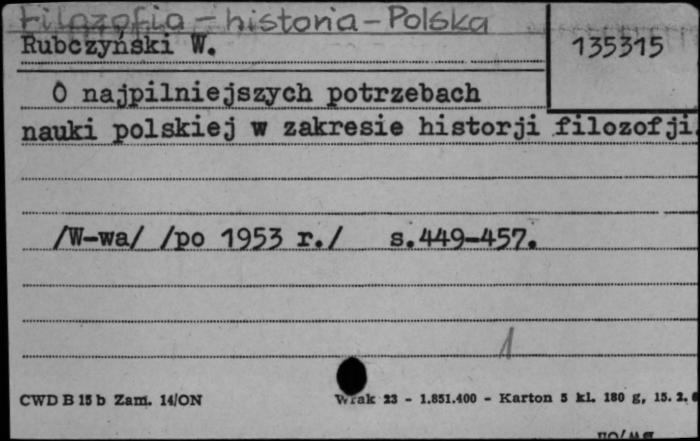 Filozofia - historia - Polska
Rubczyński W.
135315
O najpilniejszych potrzebach
nauki polskiej w zakresie historji filozofji
/W-wa/ /po 1953 r./ s.449-457.
1
CWD B 15 b Zam. 14/ON
Wrak 23 - 1.851.400 - Karton 5 kl. 180 g, 15. 2.